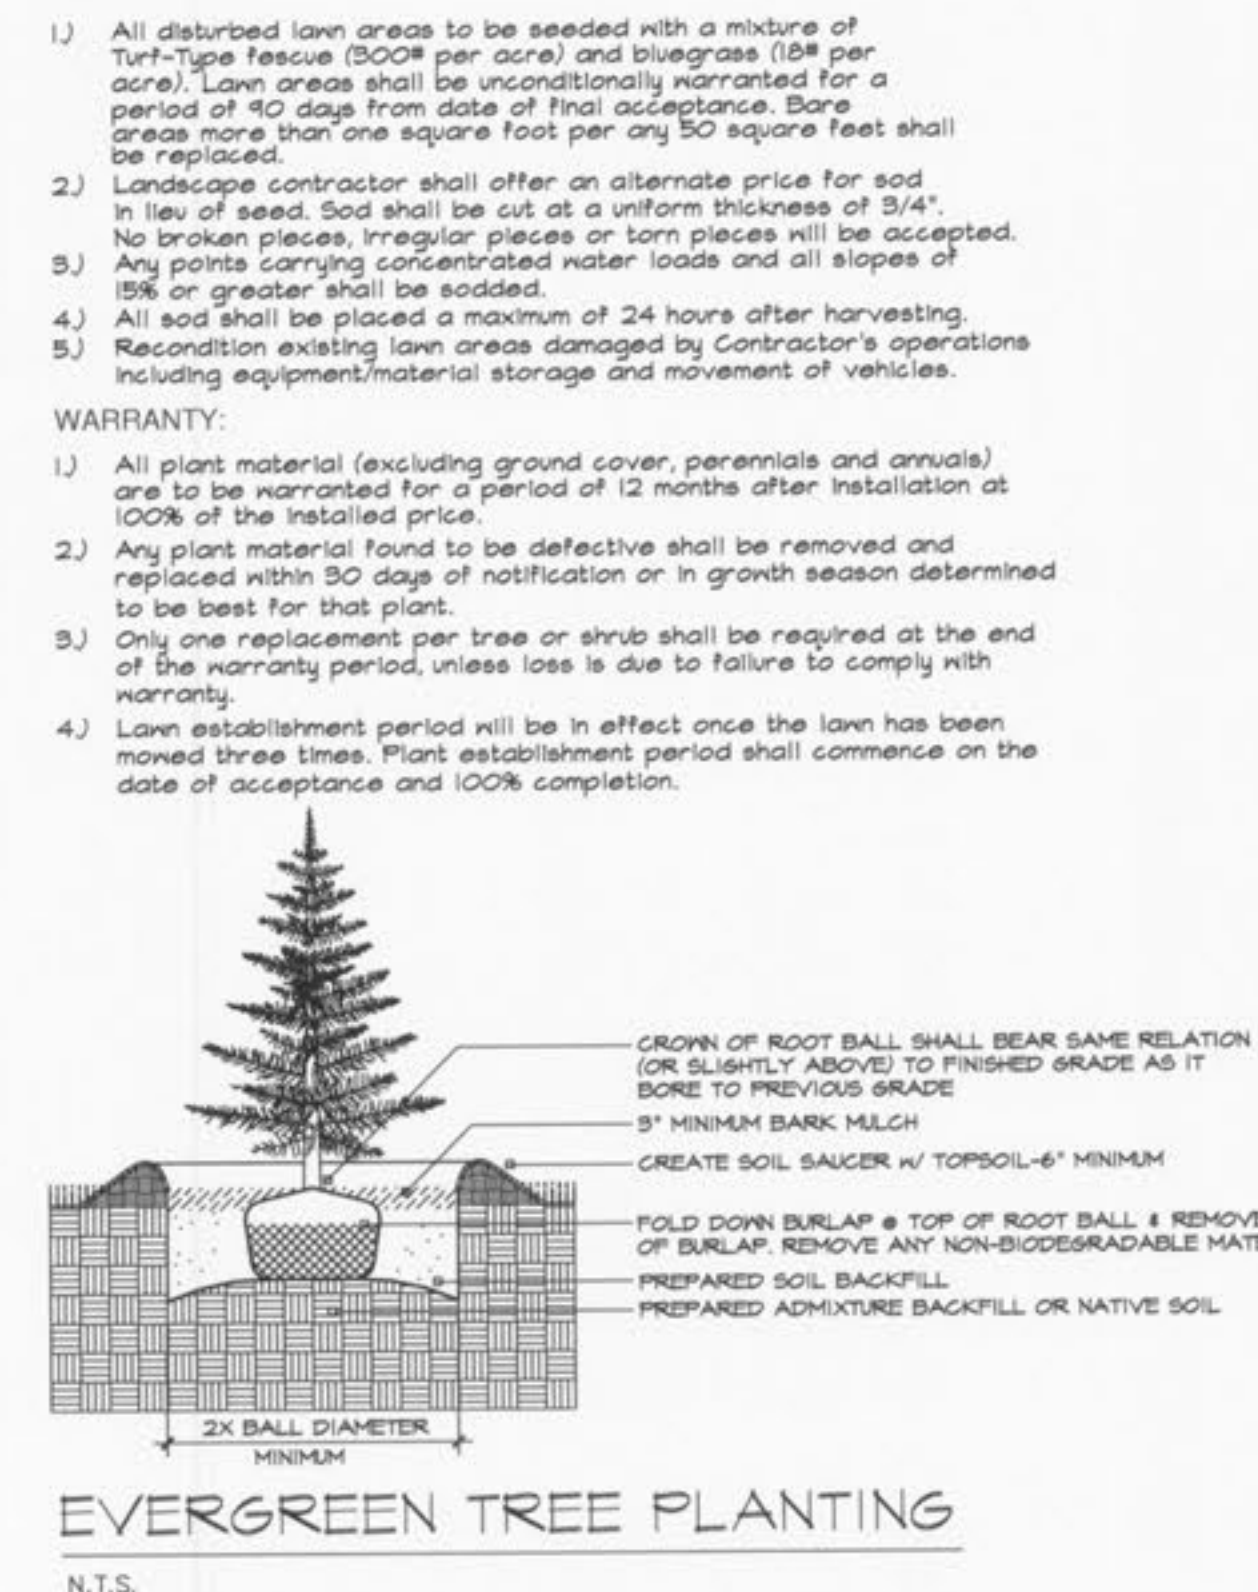 1.) All disturbed lawn areas to be seeded with a mixture of
Turf-Type fescue (300# per acre) and bluegrass (18# per
acre). Lawn areas shall be unconditionally warranted for a
period of 90 days from date of final acceptance. Bare
areas more than one square foot per any 50 square feet shall
be replaced.
2.) Landscape contractor shall offer an alternate price for sod
in lieu of seed. Sod shall be cut at a uniform thickness of 3/4".
No broken pieces, irregular pieces or torn pieces will be accepted.
3.) Any points carrying concentrated water loads and all slopes of
15% or greater shall be sodded.
4.) All sod shall be placed a maximum of 24 hours after harvesting.
5.) Recondition existing lawn areas damaged by Contractor's operations
including equipment/material storage and movement of vehicles.
WARRANTY:
1.) All plant material (excluding ground cover, perennials and annuals)
are to be warranted for a period of 12 months after installation at
100% of the installed price.
2.) Any plant material found to be defective shall be removed and
replaced within 30 days of notification or in growth season determined
to be best for that plant.
3.) Only one replacement per tree or shrub shall be required at the end
of the warranty period, unless loss is due to failure to comply with
warranty.
4.) Lawn establishment period will be in effect once the lawn has been
mowed three times. Plant establishment period shall commence on the
date of acceptance and 100% completion.
CROWN OF ROOT BALL SHALL BEAR SAME RELATION
(OR SLIGHTLY ABOVE) TO FINISHED GRADE AS IT
BORE TO PREVIOUS GRADE
3" MINIMUM BARK MULCH
CREATE SOIL SAUCER W/ TOPSOIL-6" MINIMUM
FOLD DOWN BURLAP @ TOP OF ROOT BALL & REMOVE
OF BURLAP. REMOVE ANY NON-BIODEGRADABLE MAT
PREPARED SOIL BACKFILL
PREPARED ADMIXTURE BACKFILL OR NATIVE SOIL
2X BALL DIAMETER
MINIMUM
EVERGREEN TREE PLANTING
N.T.S.